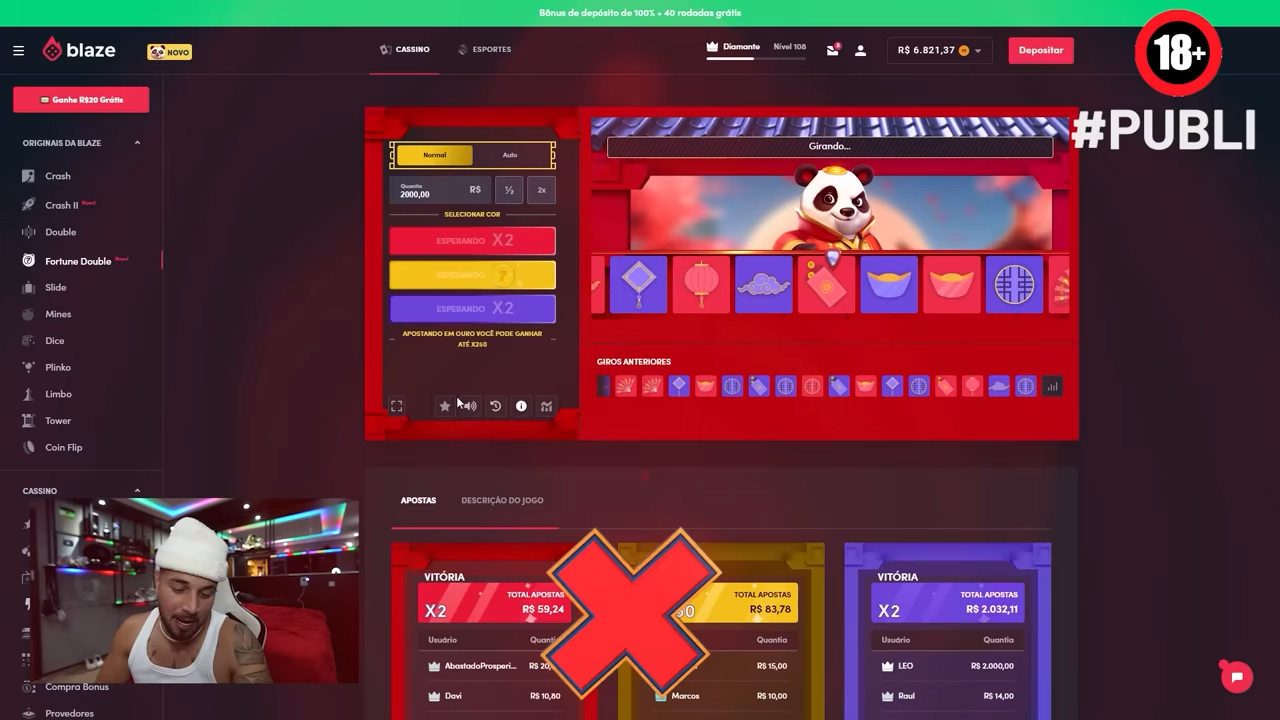 Bônus de depósito de 100% + 40 rodadas grátis
blaze
NOVO
CASSINO
ESPORTES
Diamante
Nível 108
R$ 6.821,37
Depositar
18+
#PUBLI
Ganhe R$20 Grátis
ORIGINAIS DA BLAZE
Crash
Crash II Novo!
Double
Fortune Double Novo!
Slide
Mines
Dice
Plinko
Limbo
Tower
Coin Flip
CASSINO
Compra Bonus
Provedores
Normal
Auto
Quantia
2000,00
R$
½
2x
SELECIONAR COR
ESPERANDO X2
ESPERANDO
ESPERANDO X2
APOSTANDO EM OURO VOCÊ PODE GANHAR
ATÉ X260
Girando...
GIROS ANTERIORES
APOSTAS
DESCRIÇÃO DO JOGO
VITÓRIA
X2
TOTAL APOSTAS
R$ 59,24
Usuário
AbastadoProsperi...
Davi
R$ 10,80
TOTAL APOSTAS
R$ 83,78
Quantia
R$ 15,00
Marcos
R$ 10,00
VITÓRIA
X2
TOTAL APOSTAS
R$ 2.032,11
Usuário
Quantia
LEO
R$ 2.000,00
Raul
R$ 14,00